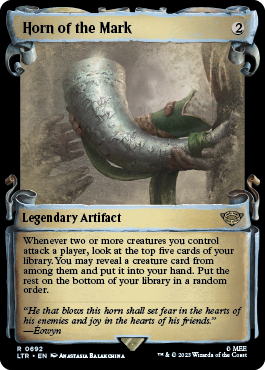 Horn of the Mark 2
Legendary Artifact
Whenever two or more creatures you control
attack a player, look at the top five cards of your
library. You may reveal a creature card from
among them and put it into your hand. Put the
rest on the bottom of your library in a random
order.
"He that blows this horn shall set fear in the hearts of
his enemies and joy in the hearts of his friends."
—Éowyn
R 0692
LTR • EN Anastasia Balakchina
© MEE
™ & © 2023 Wizards of the Coast